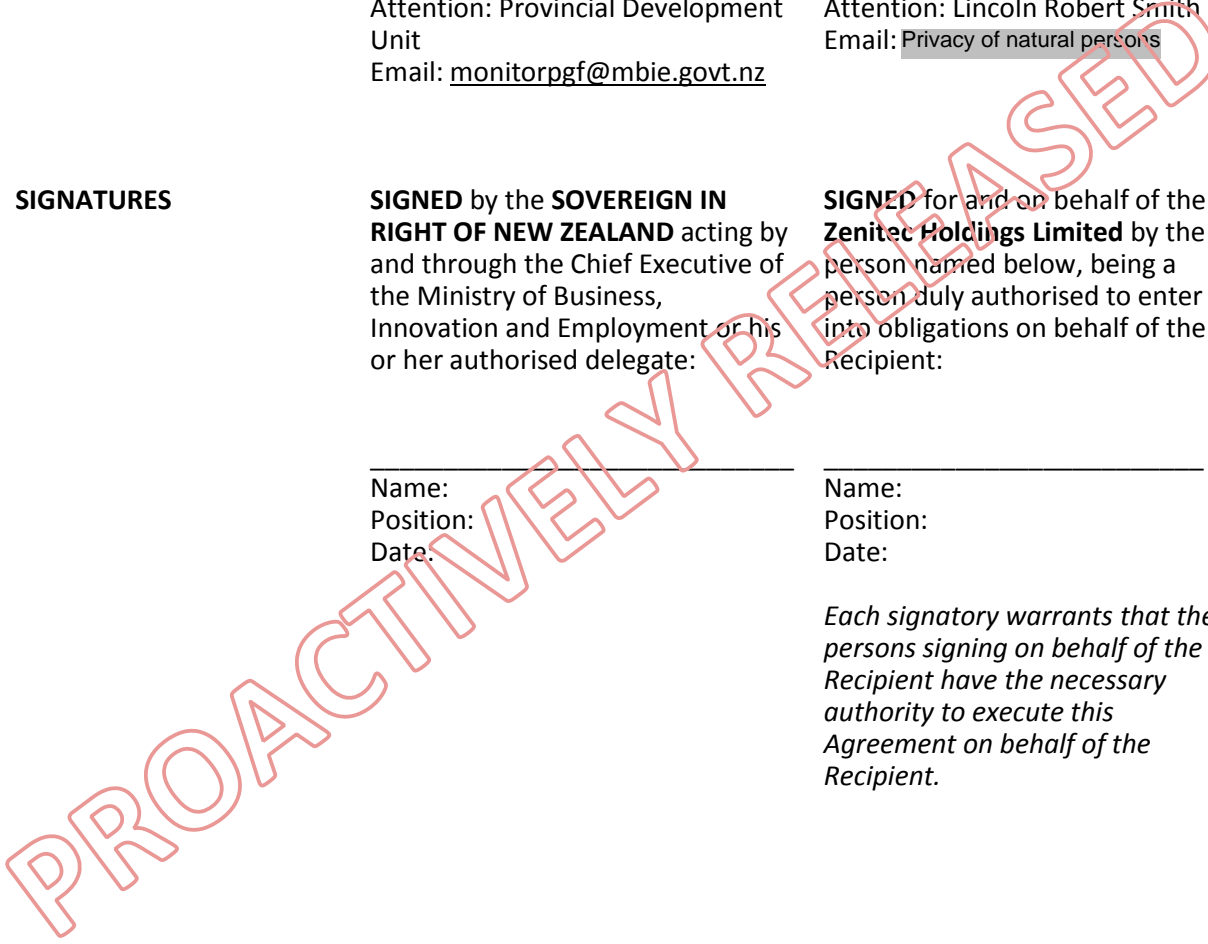 Attention: Provincial Development
Unit
Email: monitorpgf@mbie.govt.nz
Attention: Lincoln Robert Smith
Email: Privacy of natural persons
SIGNATURES
SIGNED by the SOVEREIGN IN
RIGHT OF NEW ZEALAND acting by
and through the Chief Executive of
the Ministry of Business,
Innovation and Employment or his
or her authorised delegate:
_____________________________
Name:
Position:
Date:
SIGNED for and on behalf of the
Zenitec Holdings Limited by the
person named below, being a
person duly authorised to enter
into obligations on behalf of the
Recipient:
__________________________
Name:
Position:
Date:
Each signatory warrants that the
persons signing on behalf of the
Recipient have the necessary
authority to execute this
Agreement on behalf of the
Recipient.
PROACTIVELY RELEASED